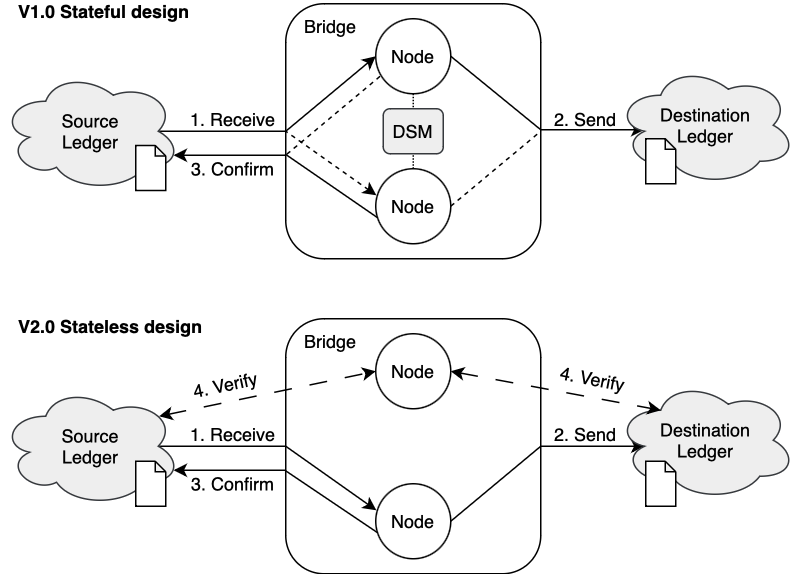 V1.0 Stateful design
Bridge
Node
Source
Ledger
1. Receive
DSM
2. Send
Destination
Ledger
3. Confirm
Node
V2.0 Stateless design
Bridge
4. Verify
Node
4. Verify
Source
Ledger
1. Receive
2. Send
Destination
Ledger
3. Confirm
Node